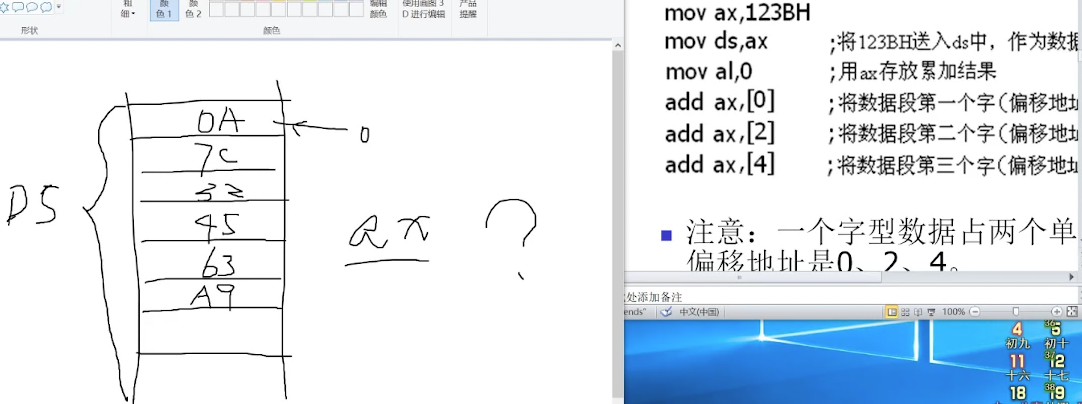 粗
细
颜
色 1
颜
色 2
编辑
颜色
使用画图 3
D 进行编辑
产品
提醒
形状
颜色
0A
0
7C
32
45
63
A9
DS
ax ?
mov ax,123BH
mov ds,ax ;将123BH送入ds中，作为数据
mov al,0 ;用ax存放累加结果
add ax,[0] ;将数据段第一个字(偏移地址
add ax,[2] ;将数据段第二个字(偏移地址
add ax,[4] ;将数据段第三个字(偏移地址
■ 注意：一个字型数据占两个单
偏移地址是0、2、4。
处添加备注
ends" 中文(中国) 100%
4 5
初九 初十
11 12
十六 十七
18 19